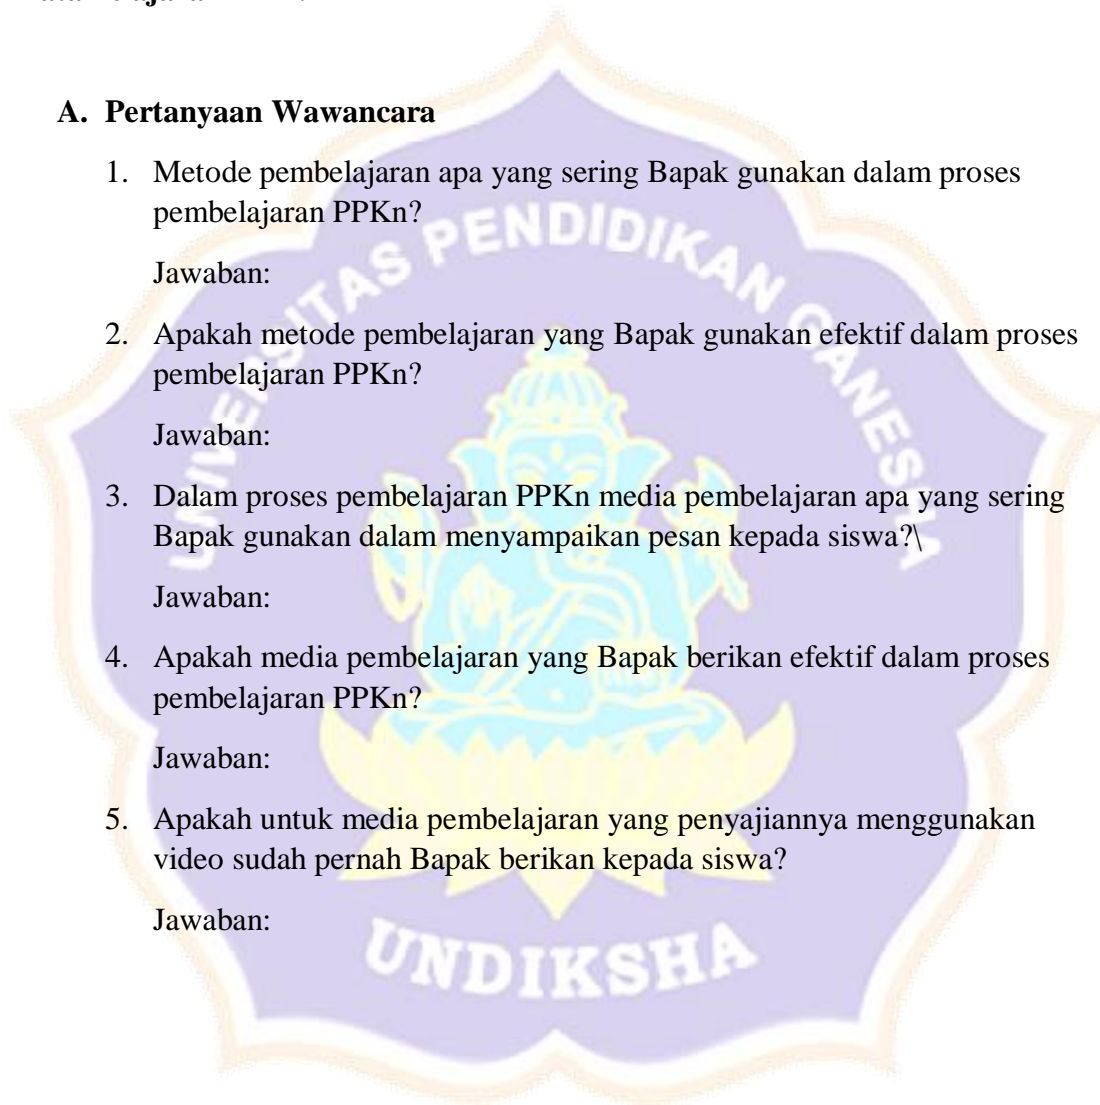 A. Pertanyaan Wawancara
1. Metode pembelajaran apa yang sering Bapak gunakan dalam proses
pembelajaran PPKn?
Jawaban:
2. Apakah metode pembelajaran yang Bapak gunakan efektif dalam proses
pembelajaran PPKn?
Jawaban:
3. Dalam proses pembelajaran PPKn media pembelajaran apa yang sering
Bapak gunakan dalam menyampaikan pesan kepada siswa?\
Jawaban:
4. Apakah media pembelajaran yang Bapak berikan efektif dalam proses
pembelajaran PPKn?
Jawaban:
5. Apakah untuk media pembelajaran yang penyajiannya menggunakan
video sudah pernah Bapak berikan kepada siswa?
Jawaban:
UNIVERSITAS PENDIDIKAN GANESHA
UNDIKSHA